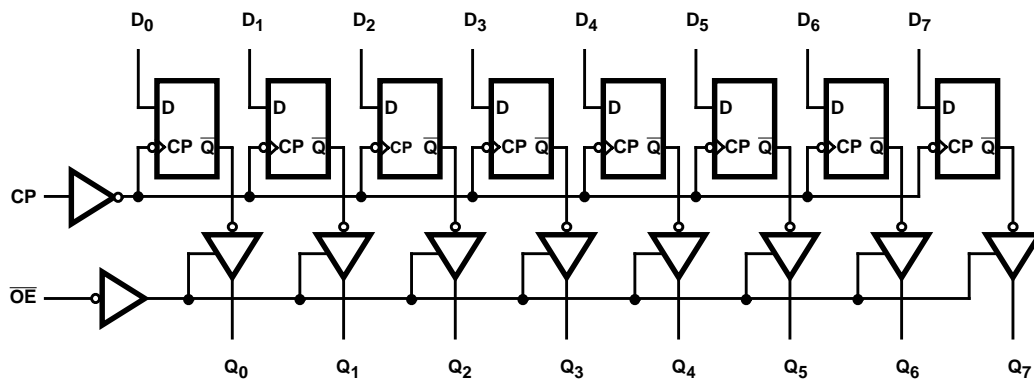 D0 D1 D2 D3 D4 D5 D6 D7
D D D D D D D D
CP Q̅ CP Q̅ CP Q̅ CP Q̅ CP Q̅ CP Q̅ CP Q̅ CP Q̅
CP
O̅E̅
Q0 Q1 Q2 Q3 Q4 Q5 Q6 Q7